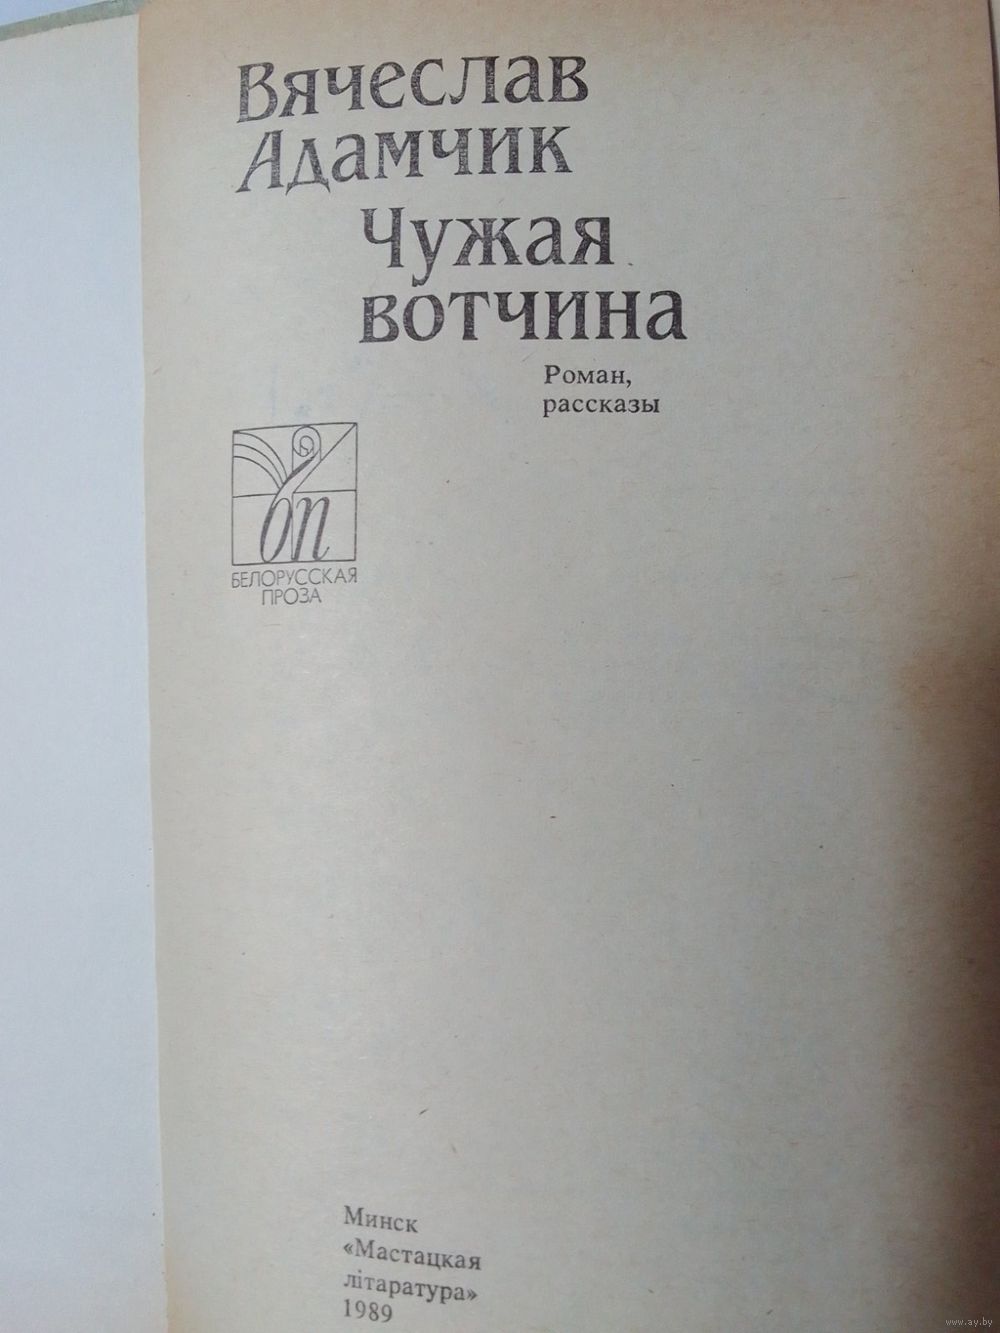 Вячеслав
Адамчик
Чужая
вотчина
Роман,
рассказы
бп
БЕЛОРУССКАЯ
ПРОЗА
Минск
«Мастацкая
літаратура»
1989
www.ay.by